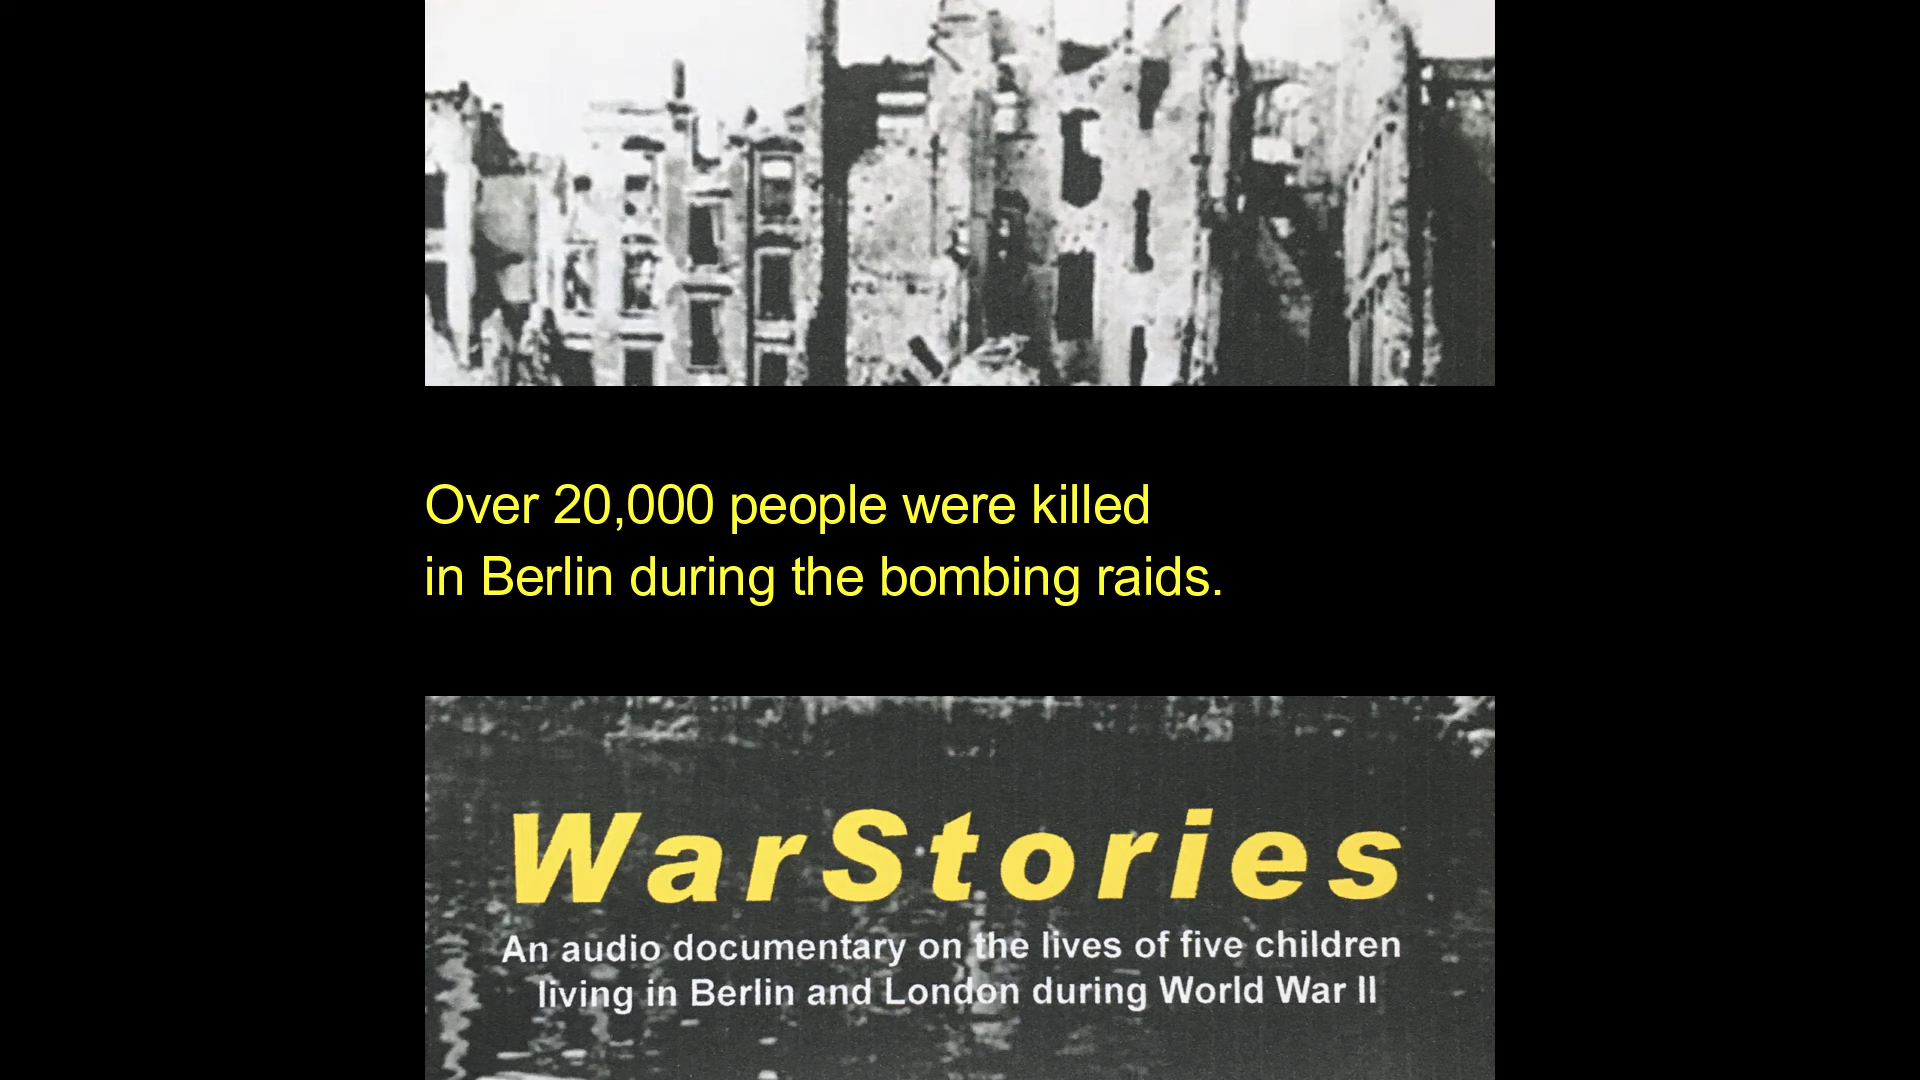 Over 20,000 people were killed
in Berlin during the bombing raids.
WarStories
An audio documentary on the lives of five children
living in Berlin and London during World War II